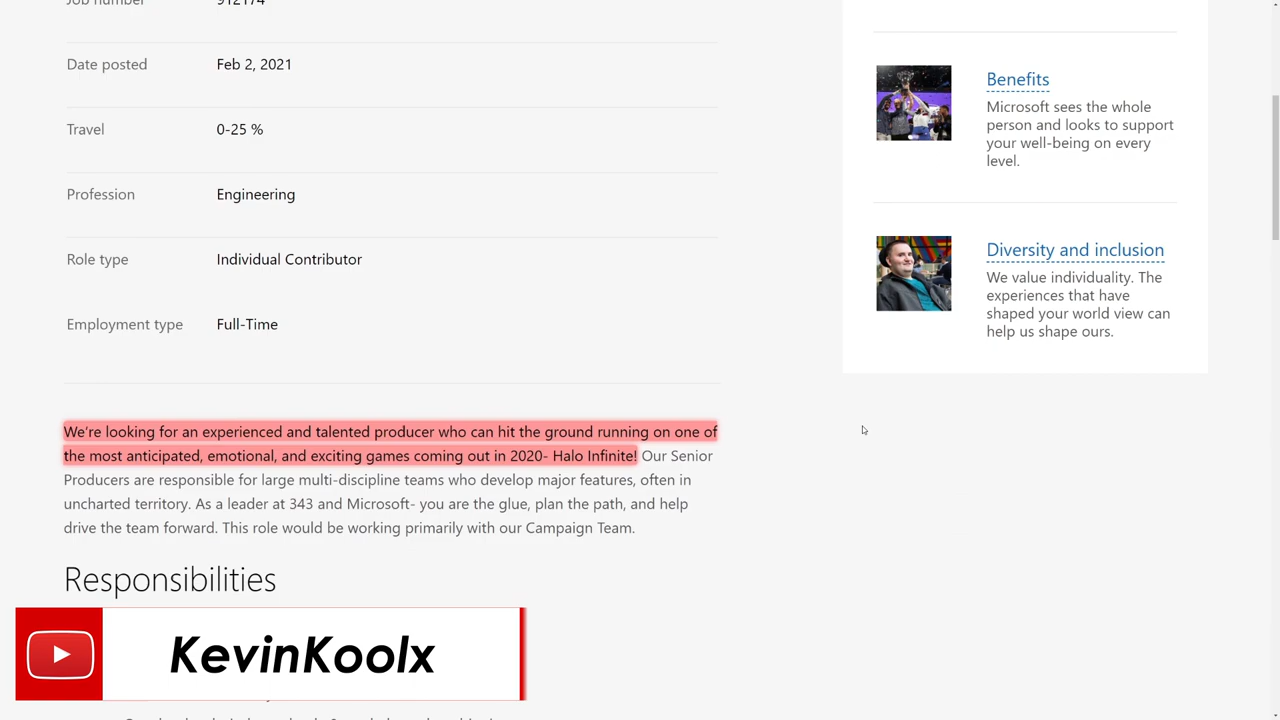 Job number 912174
Date posted Feb 2, 2021
Travel 0-25 %
Profession Engineering
Role type Individual Contributor
Employment type Full-Time
We're looking for an experienced and talented producer who can hit the ground running on one of
the most anticipated, emotional, and exciting games coming out in 2020- Halo Infinite! Our Senior
Producers are responsible for large multi-discipline teams who develop major features, often in
uncharted territory. As a leader at 343 and Microsoft- you are the glue, plan the path, and help
drive the team forward. This role would be working primarily with our Campaign Team.
Responsibilities
KevinKoolx
Benefits
Microsoft sees the whole
person and looks to support
your well-being on every
level.
Diversity and inclusion
We value individuality. The
experiences that have
shaped your world view can
help us shape ours.